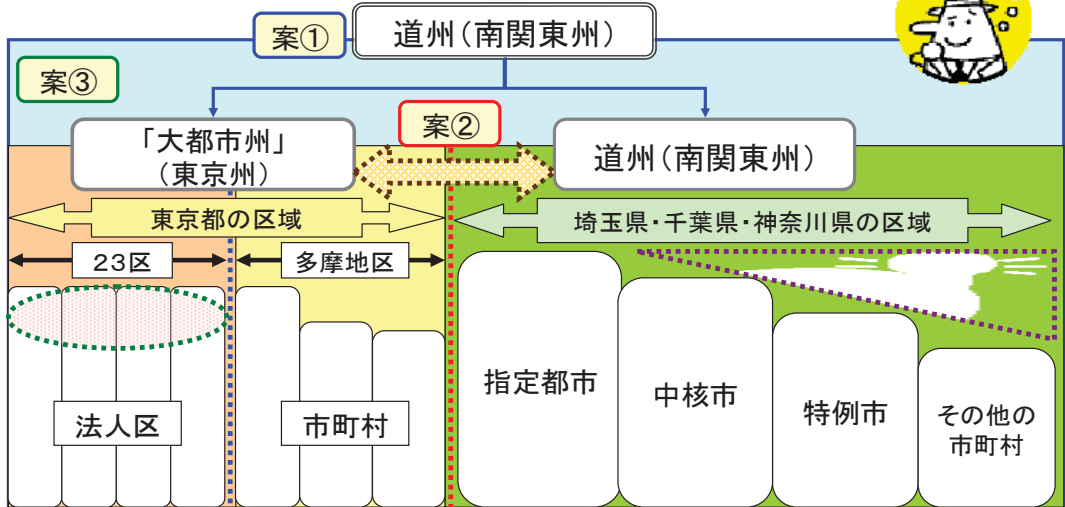 案①
道州(南関東州)
案③
「大都市州」
(東京州)
案②
道州(南関東州)
東京都の区域
埼玉県・千葉県・神奈川県の区域
23区
多摩地区
法人区
市町村
指定都市
中核市
特例市
その他の
市町村